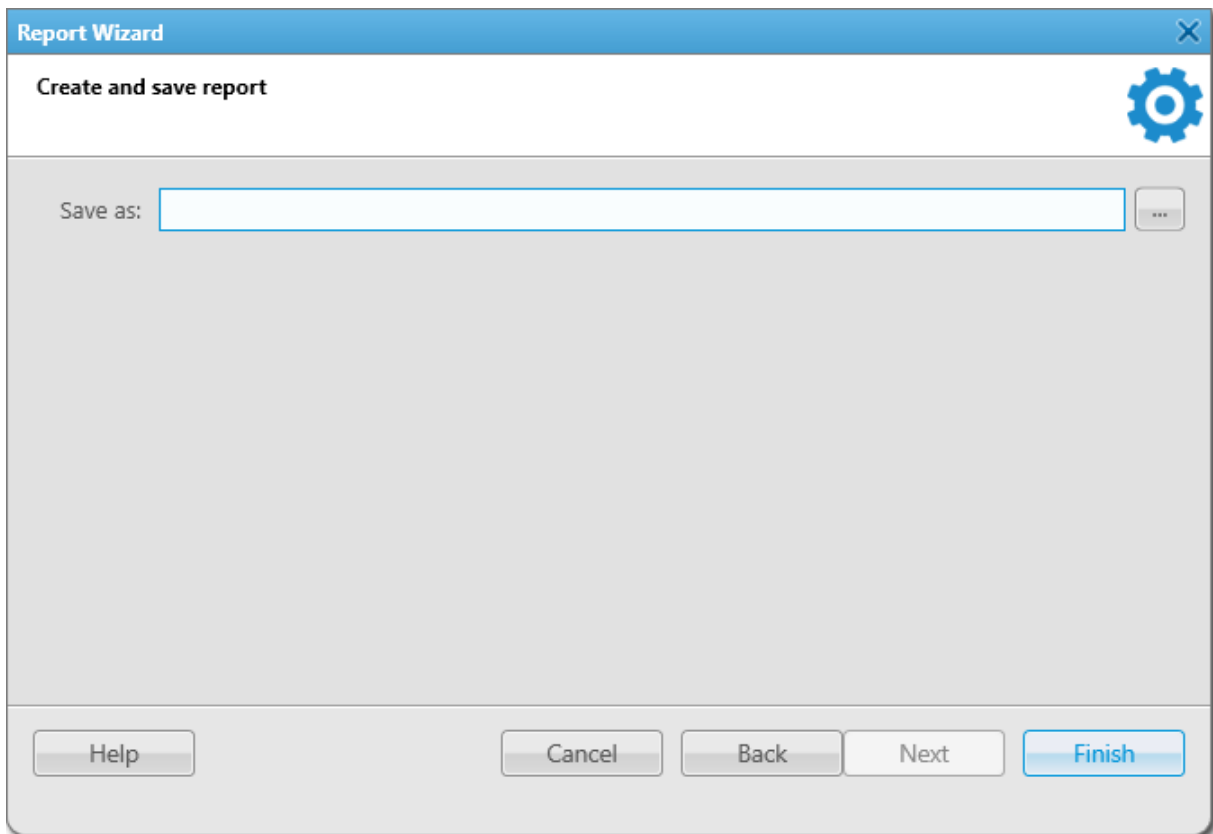 Report Wizard
Create and save report
Save as:
...
Help Cancel Back Next Finish